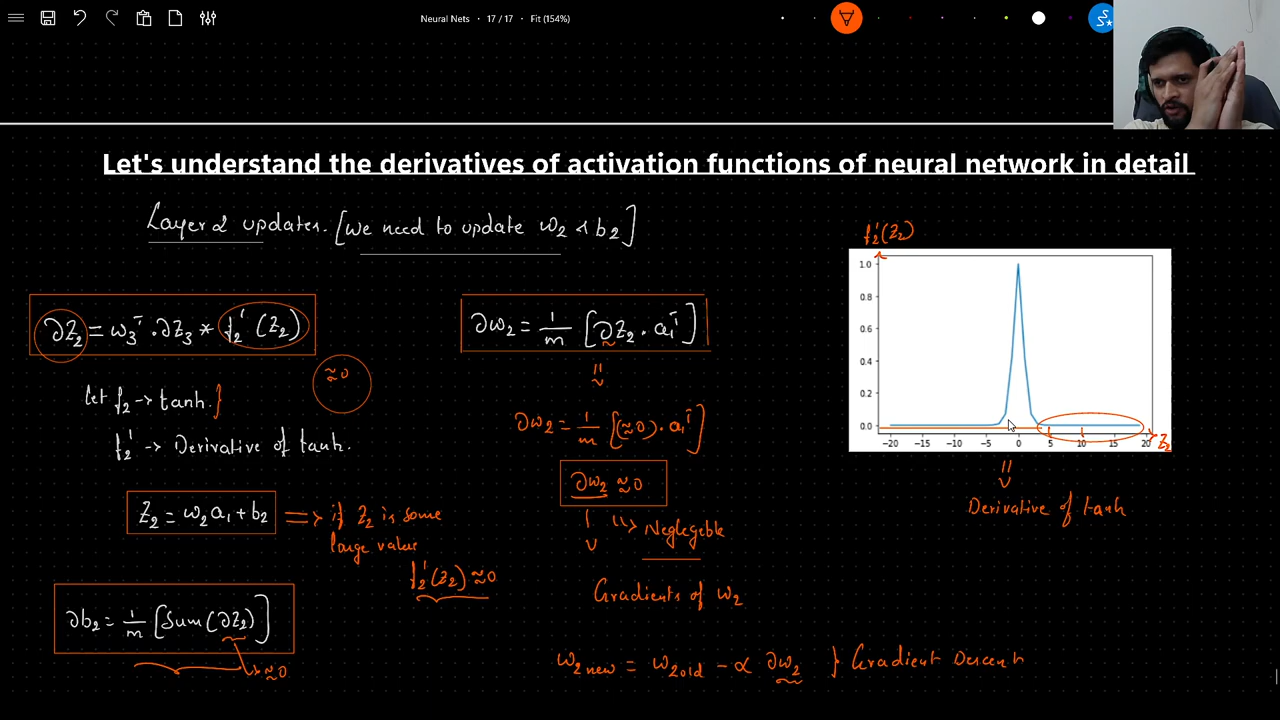 Neural Nets • 17 / 17 • Fit (154%)
Let's understand the derivatives of activation functions of neural network in detail
Layer 2 updates. [we need to update w₂ & b₂]
∂Z₂ = w₃ᵀ · ∂Z₃ * f₂'(Z₂)
≈0
let f₂ → tanh. }
f₂' → Derivative of tanh.
Z₂ = w₂a₁ + b₂ => if Z₂ is some
large value
f₂'(Z₂) ≈0
∂b₂ = 1/m [Sum(∂Z₂)]
≈0
∂w₂ = 1/m [∂Z₂ · a₁ᵀ]
∂w₂ = 1/m [(≈0) · a₁ᵀ]
∂w₂ ≈0
Neglegeble
Gradients of w₂
w₂ new = w₂ old - α ∂w₂ } Gradient Descent
f₂'(Z₂)
1.0
0.8
0.6
0.4
0.2
0.0
−20 −15 −10 −5 0 5 10 15 20
Z₂
Derivative of tanh